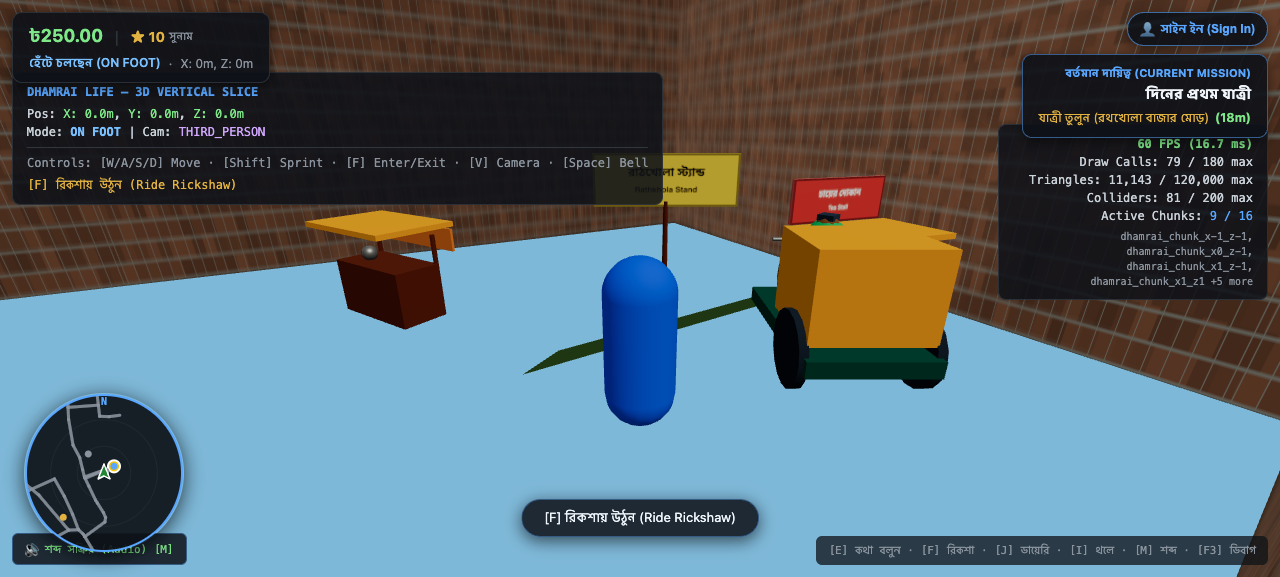 ৳250.00 | ⭐ 10 সুনাম
হেঁটে চলছেন (ON FOOT) · X: 0m, Z: 0m
DHAMRAI LIFE — 3D VERTICAL SLICE
Pos: X: 0.0m, Y: 0.0m, Z: 0.0m
Mode: ON FOOT | Cam: THIRD_PERSON
Controls: [W/A/S/D] Move · [Shift] Sprint · [F] Enter/Exit · [V] Camera · [Space] Bell
[F] রিকশায় উঠুন (Ride Rickshaw)
সাইন ইন (Sign In)
বর্তমান দায়িত্ব (CURRENT MISSION)
দিনের প্রথম যাত্রী
যাত্রী তুলুন (রথখোলা বাজার মোড়) (18m)
60 FPS (16.7 ms)
Draw Calls: 79 / 180 max
Triangles: 11,143 / 120,000 max
Colliders: 81 / 200 max
Active Chunks: 9 / 16
dhamrai_chunk_x-1_z-1,
dhamrai_chunk_x0_z-1,
dhamrai_chunk_x1_z-1,
dhamrai_chunk_x1_z1 +5 more
স্ট্যান্ড
Stand
চায়ের দোকান
Tea Stall
N
[F] রিকশায় উঠুন (Ride Rickshaw)
শব্দ (Audio) [M]
[E] কথা বলুন · [F] রিকশা · [J] ডায়েরি · [I] থলে · [M] শব্দ · [F3] ডিবাগ